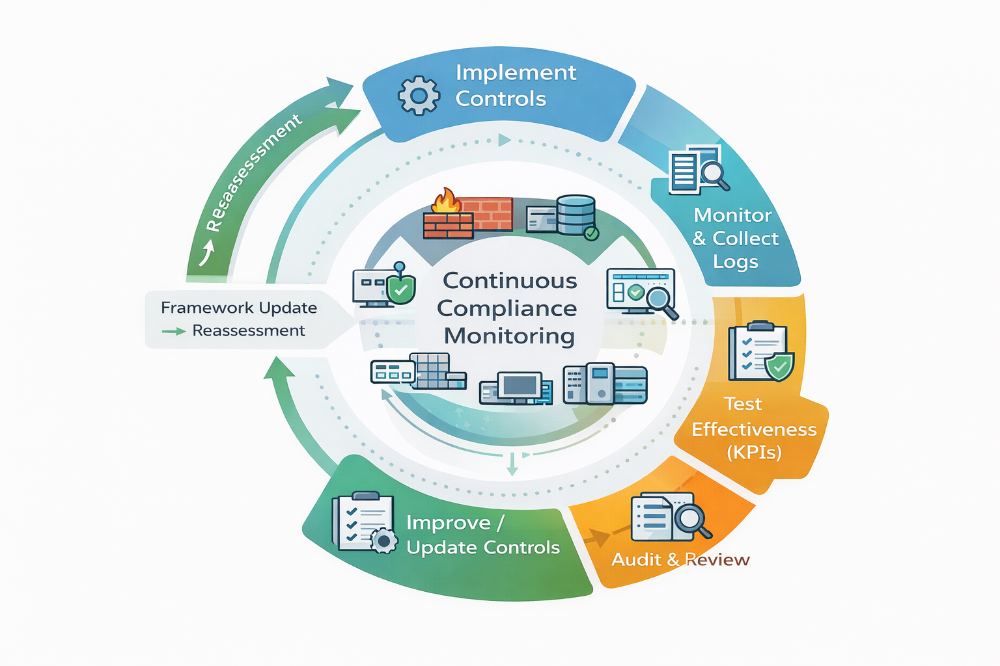 Implement
Controls
Monitor
& Collect
Logs
Test
Effectiveness
(KPIs)
Audit & Review
Improve /
Update Controls
Framework Update
Reassessment
Resaasesssment
Continuous
Compliance
Monitoring